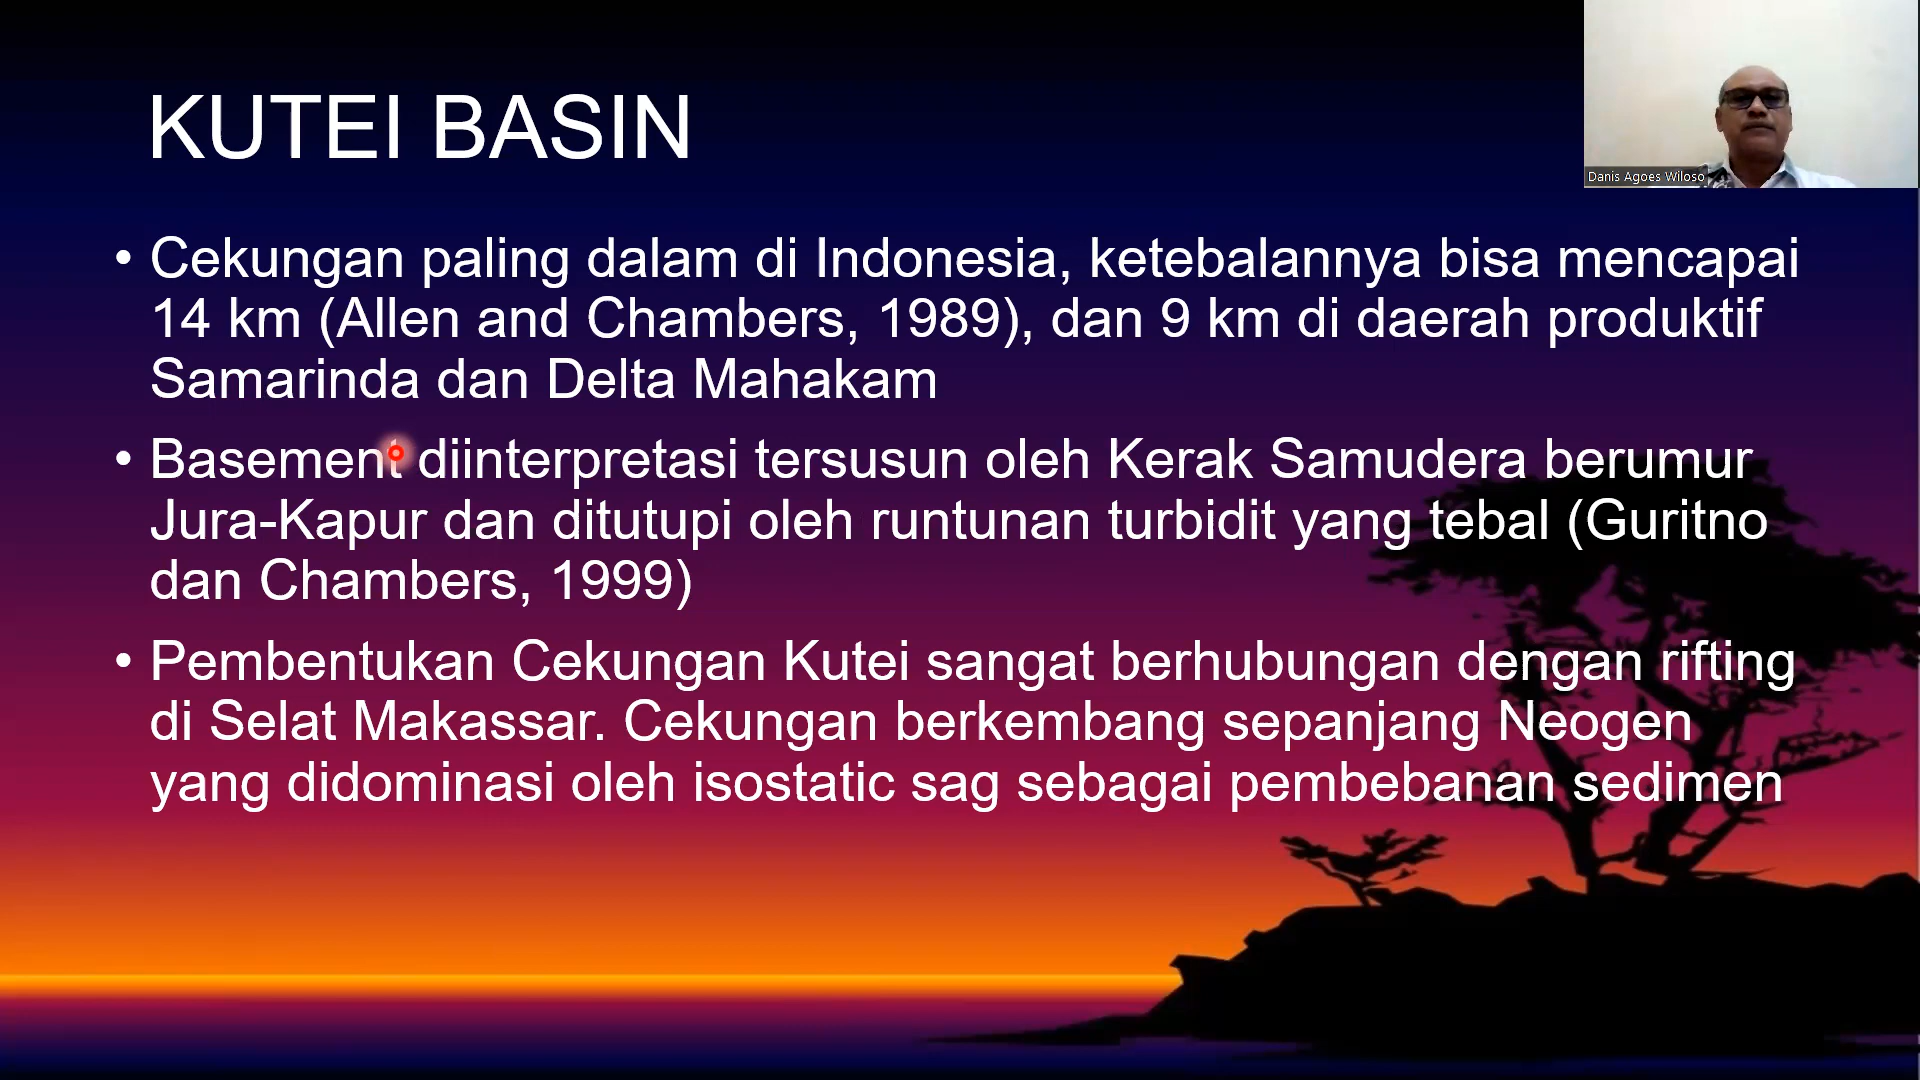 KUTEI BASIN
Danis Agoes Wiloso
• Cekungan paling dalam di Indonesia, ketebalannya bisa mencapai
14 km (Allen and Chambers, 1989), dan 9 km di daerah produktif
Samarinda dan Delta Mahakam
• Basement diinterpretasi tersusun oleh Kerak Samudera berumur
Jura-Kapur dan ditutupi oleh runtunan turbidit yang tebal (Guritno
dan Chambers, 1999)
• Pembentukan Cekungan Kutei sangat berhubungan dengan rifting
di Selat Makassar. Cekungan berkembang sepanjang Neogen
yang didominasi oleh isostatic sag sebagai pembebanan sedimen